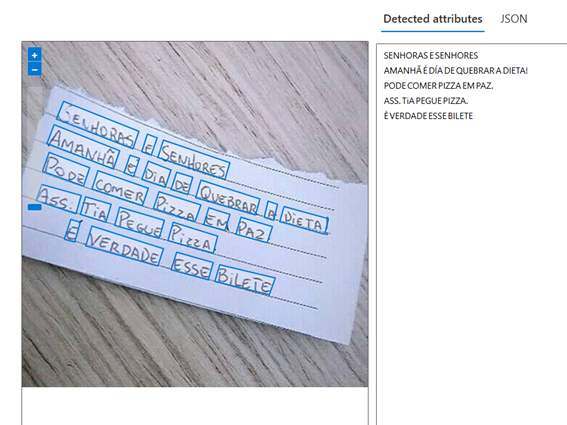 Detected attributes JSON
+
−
SENHORAS E SENHORES
AMANHÃ É DIA DE QUEBRAR A DIETA.
PODE COMER PIZZA EM PAZ.
ASS: TIA PEGUE PIZZA.
É VERDADE ESSE BILETE
SENHORAS E SENHORES
AMANHÃ É DÍA DE QUEBRAR A DIETA!
PODE COMER PIZZA EM PAZ.
ASS. TiA PEGUE PIZZA.
È VERDADE ESSE BILETE